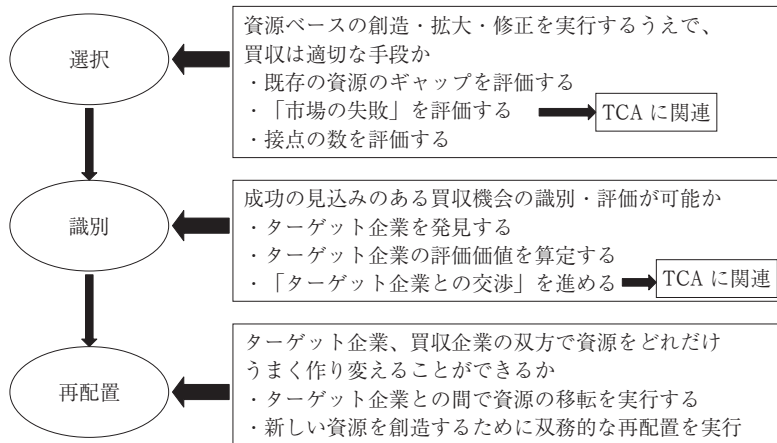 選択
資源ベースの創造・拡大・修正を実行するうえで、
買収は適切な手段か
・既存の資源のギャップを評価する
・「市場の失敗」を評価する
TCA に関連
・接点の数を評価する
識別
成功の見込みのある買収機会の識別・評価が可能か
・ターゲット企業を発見する
・ターゲット企業の評価価値を算定する
・「ターゲット企業との交渉」を進める
TCA に関連
再配置
ターゲット企業、買収企業の双方で資源をどれだけ
うまく作り変えることができるか
・ターゲット企業との間で資源の移転を実行する
・新しい資源を創造するために双務的な再配置を実行